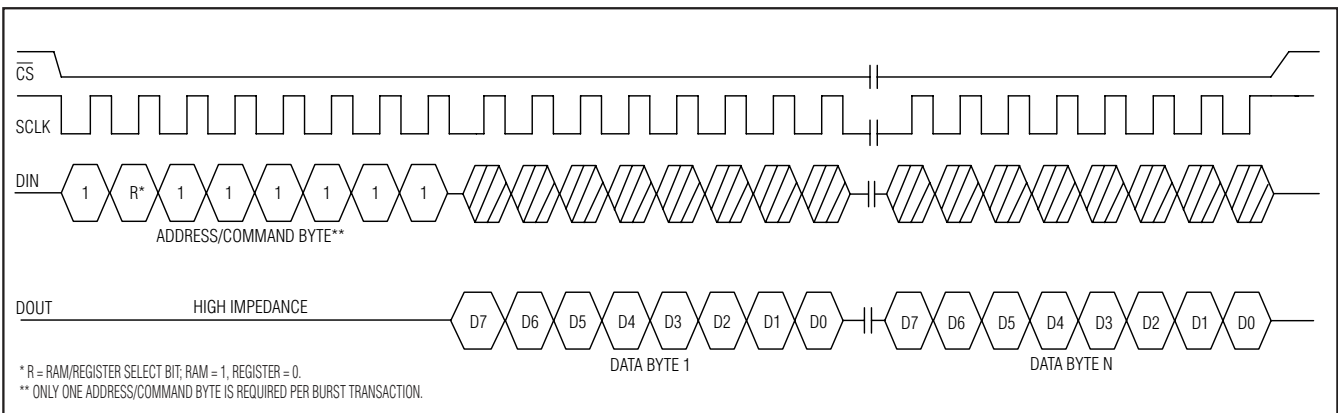 CS
SCLK
DIN 1 R* 1 1 1 1 1 1
ADDRESS/COMMAND BYTE**
DOUT HIGH IMPEDANCE D7 D6 D5 D4 D3 D2 D1 D0 D7 D6 D5 D4 D3 D2 D1 D0
DATA BYTE 1 DATA BYTE N
* R = RAM/REGISTER SELECT BIT; RAM = 1, REGISTER = 0.
** ONLY ONE ADDRESS/COMMAND BYTE IS REQUIRED PER BURST TRANSACTION.